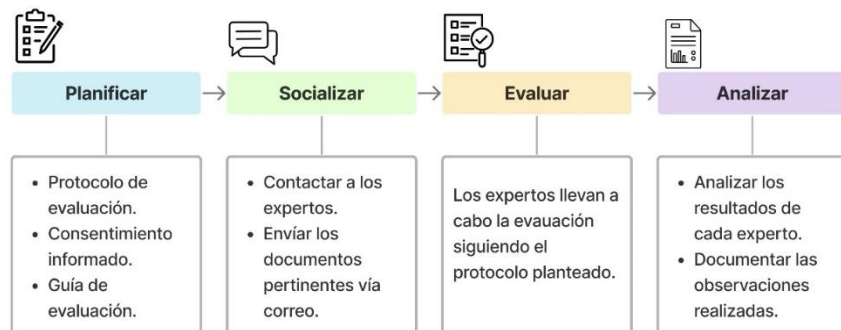 Planificar
Socializar
Evaluar
Analizar
• Protocolo de
evaluación.
• Consentimiento
informado.
• Guía de
evaluación.
• Contactar a los
expertos.
• Envíar los
documentos
pertinentes vía
correo.
Los expertos llevan a
cabo la evauación
siguiendo el
protocolo planteado.
• Analizar los
resultados de
cada experto.
• Documentar las
observaciones
realizadas.